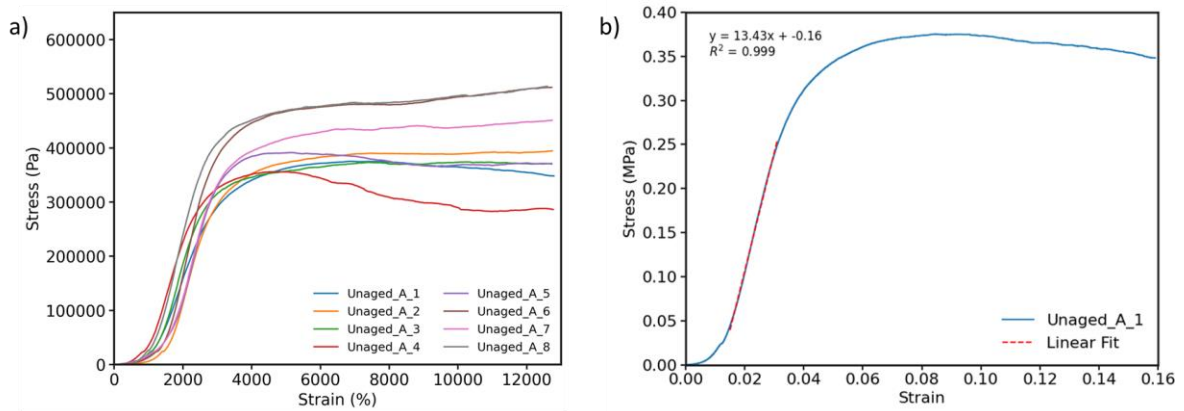 a)
Stress (Pa)
600000
500000
400000
300000
200000
100000
0
0 2000 4000 6000 8000 10000 12000
Strain (%)
Unaged_A_1 Unaged_A_5
Unaged_A_2 Unaged_A_6
Unaged_A_3 Unaged_A_7
Unaged_A_4 Unaged_A_8
b)
Stress (MPa)
0.40
0.35
0.30
0.25
0.20
0.15
0.10
0.05
0.00
0.00 0.02 0.04 0.06 0.08 0.10 0.12 0.14 0.16
Strain
y = 13.43x + -0.16
R² = 0.999
Unaged_A_1
Linear Fit